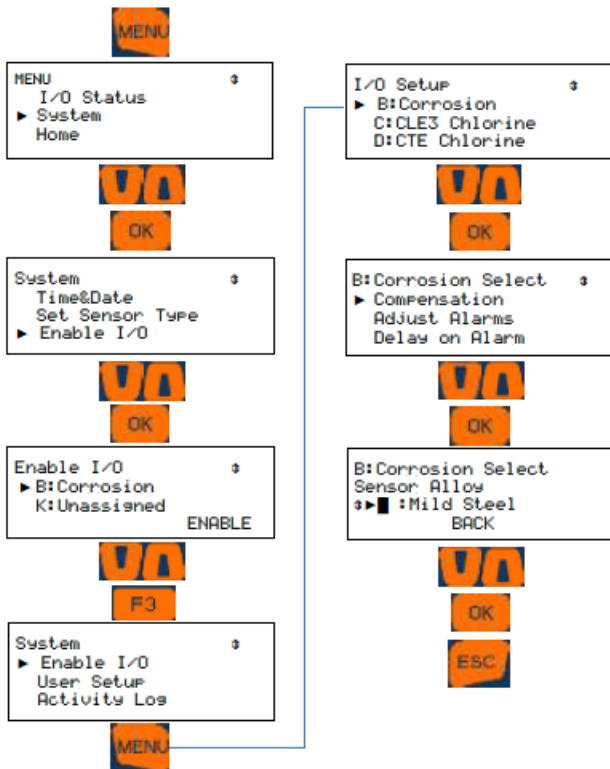 MENU
MENU
I/O Status
► System
Home
OK
System
Time&Date
Set Sensor Type
► Enable I/O
OK
Enable I/O
►B:Corrosion
K:Unassigned
ENABLE
F3
System
► Enable I/O
User Setup
Activity Log
MENU
I/O Setup
► B:Corrosion
C:CLE3 Chlorine
D:CTE Chlorine
OK
B:Corrosion Select
► Compensation
Adjust Alarms
Delay on Alarm
OK
B:Corrosion Select
Sensor Alloy
►█ :Mild Steel
BACK
OK
ESC